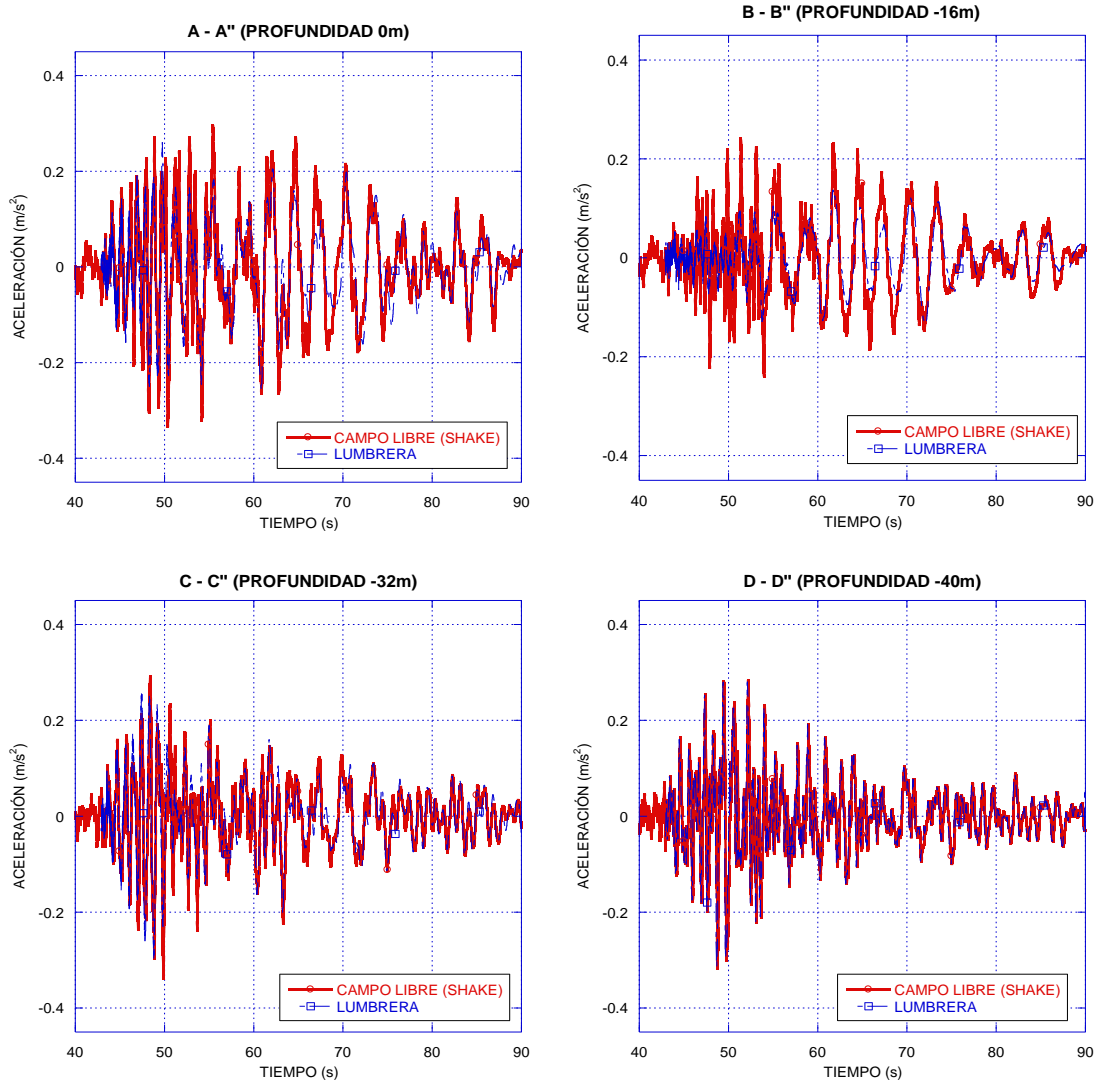 A - A" (PROFUNDIDAD 0m)
0.4
0.2
0
-0.2
-0.4
ACELERACIÓN (m/s²)
CAMPO LIBRE (SHAKE)
LUMBRERA
40 50 60 70 80 90
TIEMPO (s)
B - B" (PROFUNDIDAD -16m)
0.4
0.2
0
-0.2
-0.4
ACELERACIÓN (m/s²)
CAMPO LIBRE (SHAKE)
LUMBRERA
40 50 60 70 80 90
TIEMPO (s)
C - C" (PROFUNDIDAD -32m)
0.4
0.2
0
-0.2
-0.4
ACELERACIÓN (m/s²)
CAMPO LIBRE (SHAKE)
LUMBRERA
40 50 60 70 80 90
TIEMPO (s)
D - D" (PROFUNDIDAD -40m)
0.4
0.2
0
-0.2
-0.4
ACELERACIÓN (m/s²)
CAMPO LIBRE (SHAKE)
LUMBRERA
40 50 60 70 80 90
TIEMPO (s)